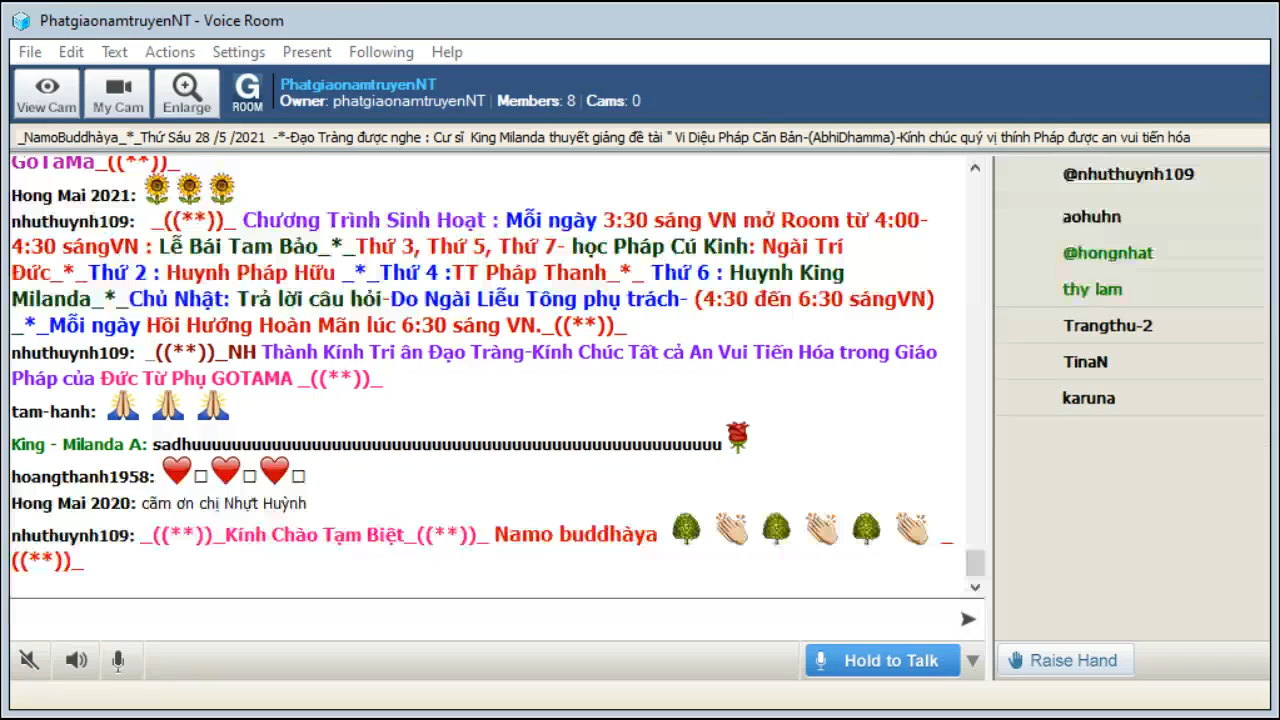 PhatgiaonamtruyenNT - Voice Room
File Edit Text Actions Settings Present Following Help
View Cam My Cam Enlarge G ROOM
PhatgiaonamtruyenNT
Owner: phatgiaonamtruyenNT | Members: 8 | Cams: 0
_NamoBuddhàya_*_Thứ Sáu 28 /5 /2021 -*-Đạo Tràng được nghe : Cư sĩ King Milanda thuyết giảng đề tài " Vi Diệu Pháp Căn Bản-(AbhiDhamma)-Kính chúc quý vị thính Pháp được an vui tiến hóa
GoTaMa_((**))_
Hong Mai 2021:
nhuthuynh109: _((**))_ Chương Trình Sinh Hoạt : Mỗi ngày 3:30 sáng VN mở Room từ 4:00-
4:30 sángVN : Lễ Bái Tam Bảo_*_Thứ 3, Thứ 5, Thứ 7- học Pháp Cú Kinh: Ngài Trí
Đức_*_Thứ 2 : Huynh Pháp Hữu _*_Thứ 4 :TT Pháp Thanh_*_ Thứ 6 : Huynh King
Milanda_*_Chủ Nhật: Trả lời câu hỏi-Do Ngài Liễu Tông phụ trách- (4:30 đến 6:30 sángVN)
_*_Mỗi ngày Hồi Hướng Hoàn Mãn lúc 6:30 sáng VN._((**))_
nhuthuynh109: _((**))_NH Thành Kính Tri ân Đạo Tràng-Kính Chúc Tất cả An Vui Tiến Hóa trong Giáo
Pháp của Đức Từ Phụ GOTAMA _((**))_
tam-hanh:
King - Milanda A: sadhuuuuuuuuuuuuuuuuuuuuuuuuuuuuuuuuuuuuuuuuuuuuuuuuuuuuu
hoangthanh1958:
Hong Mai 2020: cãm ơn chị Nhựt Huỳnh
nhuthuynh109: _((**))_Kính Chào Tạm Biệt_((**))_ Namo buddhàya _
((**))_
@nhuthuynh109
aohuhn
@hongnhat
thy lam
Trangthu-2
TinaN
karuna
Hold to Talk
Raise Hand